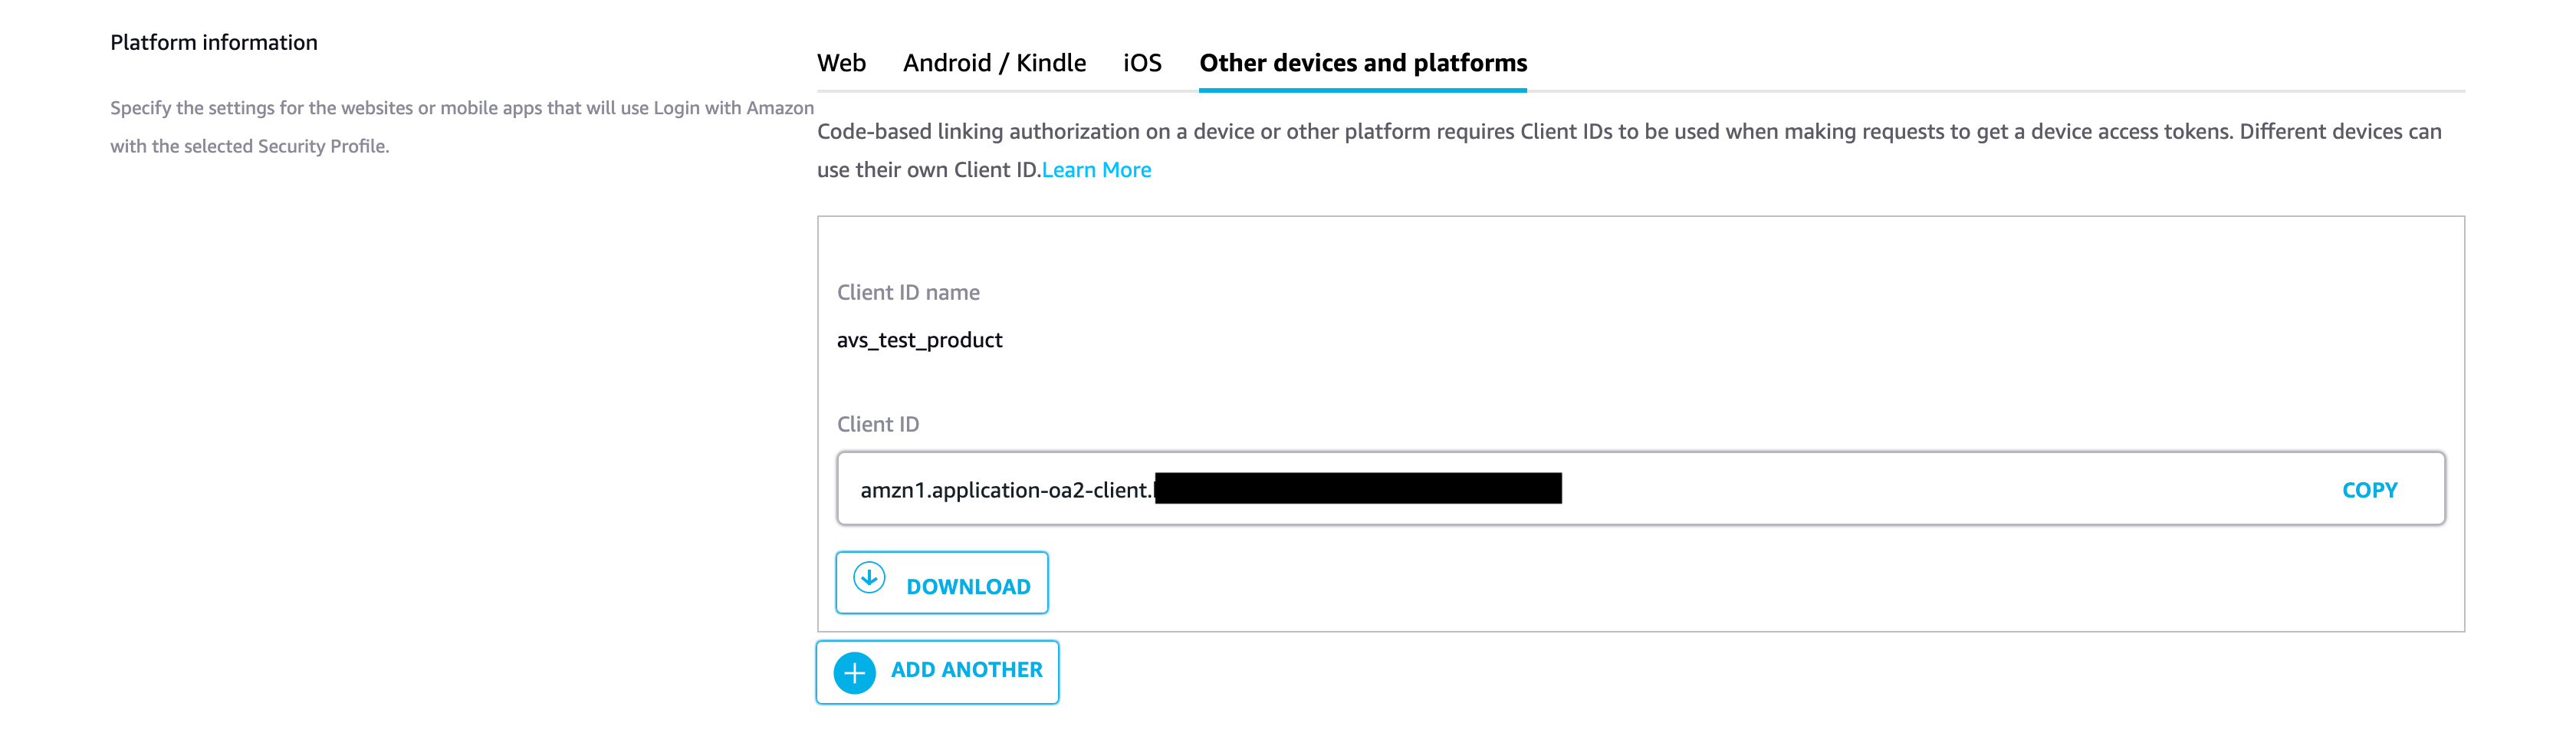 Platform information
Specify the settings for the websites or mobile apps that will use Login with Amazon
with the selected Security Profile.
Web Android / Kindle iOS Other devices and platforms
Code-based linking authorization on a device or other platform requires Client IDs to be used when making requests to get a device access tokens. Different devices can
use their own Client ID.Learn More
Client ID name
avs_test_product
Client ID
amzn1.application-oa2-client.
COPY
DOWNLOAD
ADD ANOTHER